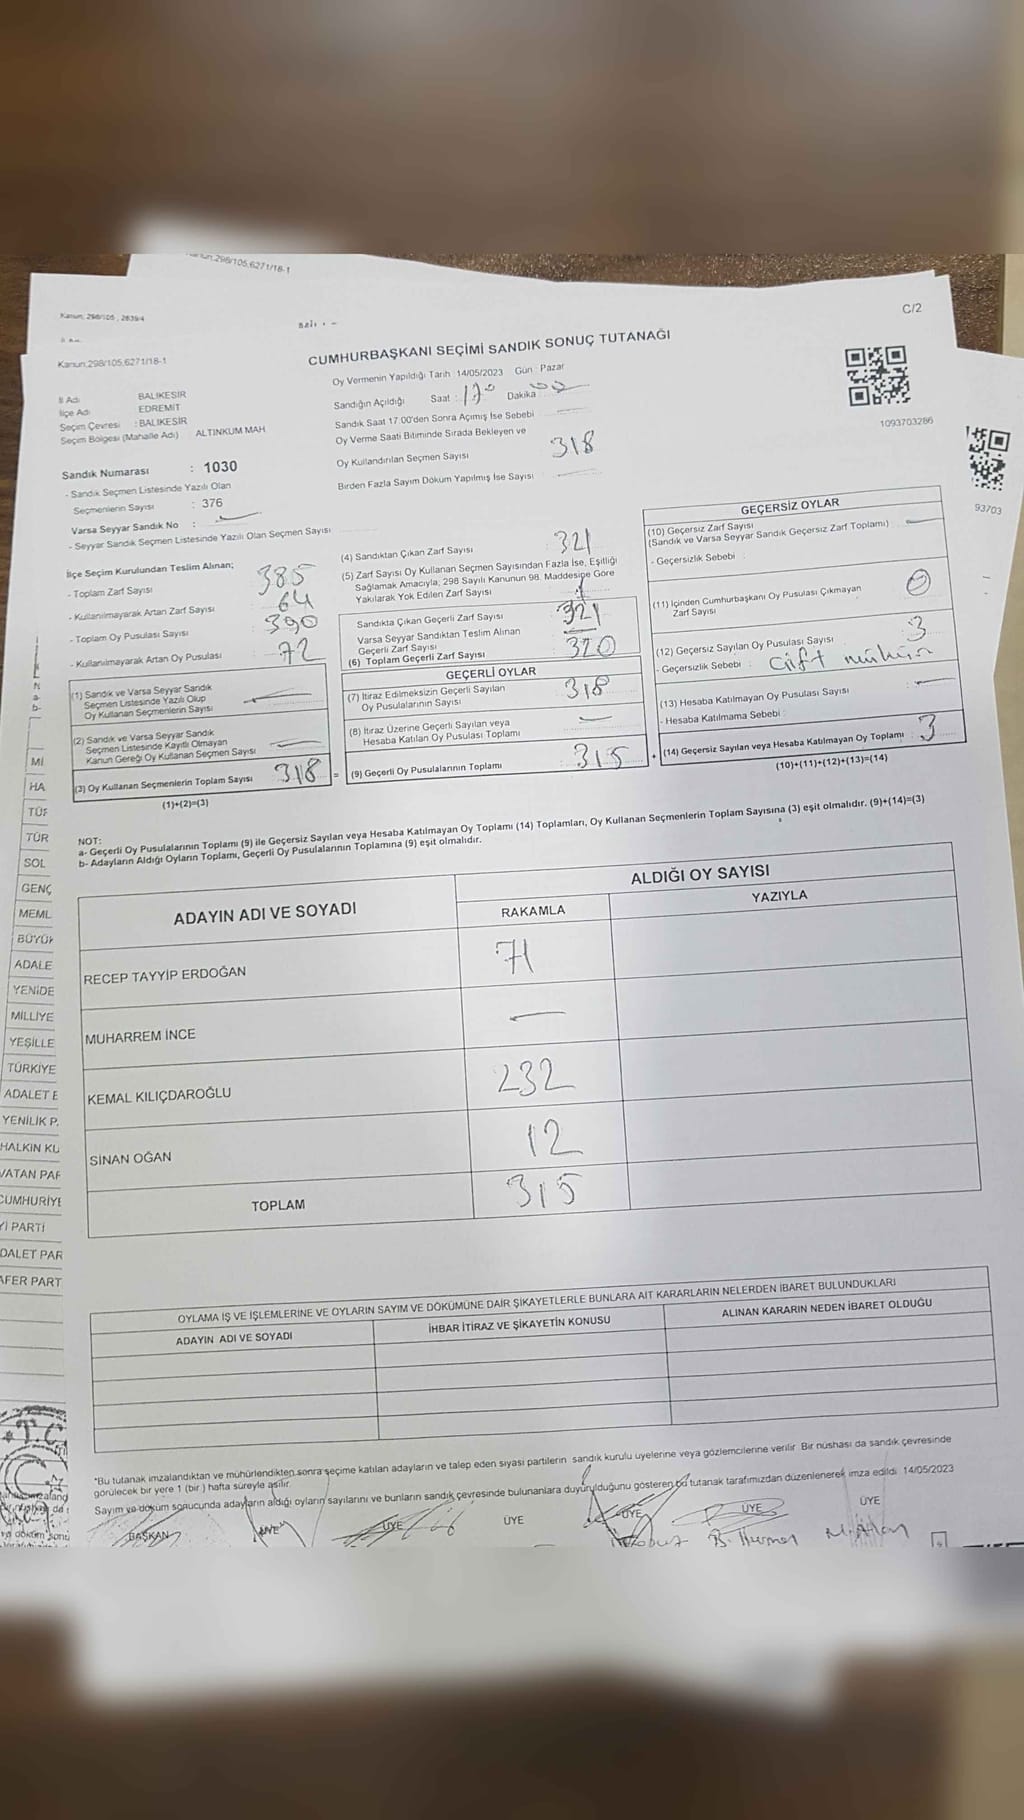 Kanun,298/105,6271/18-1
C/2
Kanun,298/105,6271/18-1
CUMHURBAŞKANI SEÇİMİ SANDIK SONUÇ TUTANAĞI
İl Adı BALIKESİR
İlçe Adı EDREMİT
Seçim Çevresi : BALIKESİR
Seçim Bölgesi (Mahalle Adı) ALTINKUM MAH
Oy Vermenin Yapıldığı Tarih :14/05/2023 Gün : Pazar
Sandığın Açıldığı Saat : 17:00 Dakika : 00
Sandık Saat 17:00'den Sonra Açımış İse Sebebi
Oy Verme Saati Bitiminde Sırada Bekleyen ve
Oy Kullandırılan Seçmen Sayısı 318
Birden Fazla Sayım Döküm Yapılmış İse Sayısı
1093703286
93703
Sandık Numarası : 1030
- Sandık Seçmen Listesinde Yazılı Olan
Seçmenlerin Sayısı : 376
Varsa Seyyar Sandık No :
- Seyyar Sandık Seçmen Listesinde Yazılı Olan Seçmen Sayısı
İlçe Seçim Kurulundan Teslim Alınan;
- Toplam Zarf Sayısı 385
- Kullanılmayarak Artan Zarf Sayısı 64
- Toplam Oy Pusulası Sayısı 390
- Kullanılmayarak Artan Oy Pusulası 72
(1) Sandık ve Varsa Seyyar Sandık
Seçmen Listesinde Yazılı Olup
Oy Kullanan Seçmenlerin Sayısı
(2) Sandık ve Varsa Seyyar Sandık
Seçmen Listesinde Kayıtlı Olmayan
Kanun Gereği Oy Kullanan Seçmen Sayısı
(3) Oy Kullanan Seçmenlerin Toplam Sayısı 318
(1)+(2)=(3)
(4) Sandıktan Çıkan Zarf Sayısı : 321
(5) Zarf Sayısı Oy Kullanan Seçmen Sayısından Fazla İse, Eşitliği
Sağlamak Amacıyla, 298 Sayılı Kanunun 98. Maddesine Göre
Yakılarak Yok Edilen Zarf Sayısı : 1
Sandıkta Çıkan Geçerli Zarf Sayısı 321
Varsa Seyyar Sandıktan Teslim Alınan
Geçerli Zarf Sayısı
(6) Toplam Geçerli Zarf Sayısı 320
GEÇERLİ OYLAR
(7) İtiraz Edilmeksizin Geçerli Sayılan
Oy Pusulalarının Sayısı 318
(8) İtiraz Üzerine Geçerli Sayılan veya
Hesaba Katılan Oy Pusulası Toplamı
= (9) Geçerli Oy Pusulalarının Toplamı 315
GEÇERSİZ OYLAR
(10) Geçersiz Zarf Sayısı
(Sandık ve Varsa Seyyar Sandık Geçersiz Zarf Toplamı)
- Geçersizlik Sebebi :
(11) İçinden Cumhurbaşkanı Oy Pusulası Çıkmayan
Zarf Sayısı 0
(12) Geçersiz Sayılan Oy Pusulası Sayısı : 3
- Geçersizlik Sebebi : Çift mühür
(13) Hesaba Katılmayan Oy Pusulası Sayısı
- Hesaba Katılmama Sebebi :
+ (14) Geçersiz Sayılan veya Hesaba Katılmayan Oy Toplamı : 3
(10)+(11)+(12)+(13)=(14)
NOT:
a- Geçerli Oy Pusulalarının Toplamı (9) ile Geçersiz Sayılan veya Hesaba Katılmayan Oy Toplamı (14) Toplamları, Oy Kullanan Seçmenlerin Toplam Sayısına (3) eşit olmalıdır. (9)+(14)=(3)
b- Adayların Aldığı Oyların Toplamı, Geçerli Oy Pusulalarının Toplamına (9) eşit olmalıdır.
ADAYIN ADI VE SOYADI
ALDIĞI OY SAYISI
RAKAMLA YAZIYLA
RECEP TAYYİP ERDOĞAN 71
MUHARREM İNCE —
KEMAL KILIÇDAROĞLU 232
SİNAN OĞAN 12
TOPLAM 315
OYLAMA İŞ VE İŞLEMLERİNE VE OYLARIN SAYIM VE DÖKÜMÜNE DAİR ŞİKAYETLERLE BUNLARA AİT KARARLARIN NELERDEN İBARET BULUNDUKLARI
ADAYIN ADI VE SOYADI İHBAR İTİRAZ VE ŞİKAYETİN KONUSU ALINAN KARARIN NEDEN İBARET OLDUĞU
*Bu tutanak imzalandıktan ve mühürlendikten sonra seçime katılan adayların ve talep eden siyasi partilerin sandık kurulu üyelerine veya gözlemcilerine verilir. Bir nüshası da sandık çevresinde
görülecek bir yere 1 (bir) hafta süreyle asılır.
Sayım ve döküm sonucunda adayların aldığı oyların sayılarını ve bunların sandık çevresinde bulunanlara duyurulduğunu gösteren bu tutanak tarafımızdan düzenlenerek imza edildi 14/05/2023
BAŞKAN ÜYE ÜYE ÜYE ÜYE ÜYE ÜYE
Mİ
HA
TÜR
TÜR
SOL
GENÇ
MEML
BÜYÜK
ADALE
YENİDE
MİLLİYE
YEŞİLLE
TÜRKİYE
ADALET E
YENİLİK P.
HALKIN KU
VATAN PAR
CUMHURİYE
Yİ PARTİ
DALET PAR
AFER PART
T.C